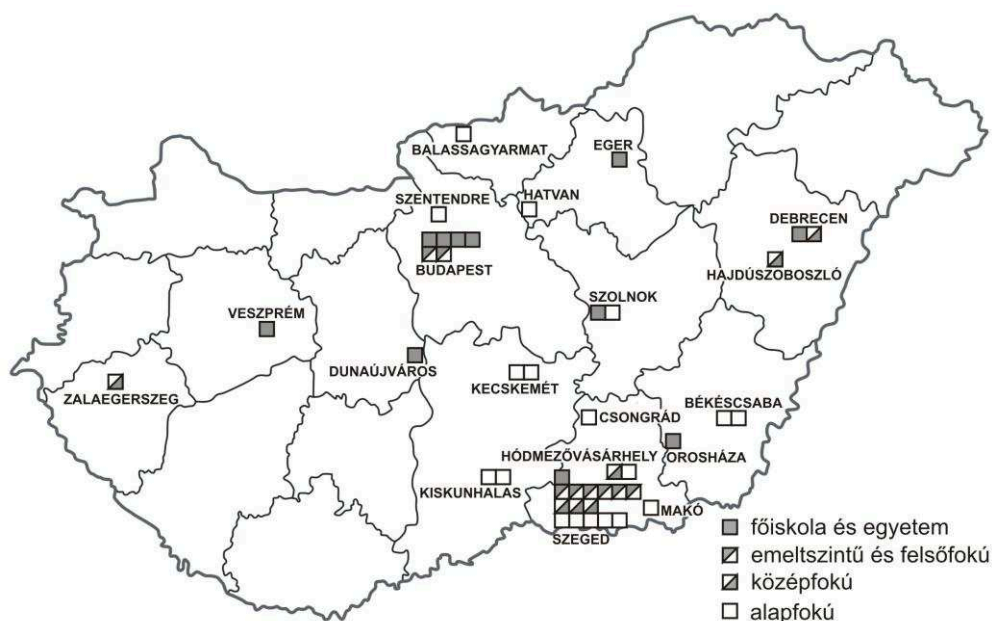 BALASSAGYARMAT
EGER
SZENTENDRE
HATVAN
DEBRECEN
BUDAPEST
HAJDÚSZOBOSZLÓ
VESZPRÉM
SZOLNOK
DUNAÚJVÁROS
KECSKEMÉT
ZALAEGERSZEG
CSONGRÁD
BÉKÉSCSABA
HÓDMEZŐVÁSÁRHELY
OROSHÁZA
KISKUNHALAS
MAKÓ
SZEGED
főiskola és egyetem
emeltszintű és felsőfokú
középfokú
alapfokú